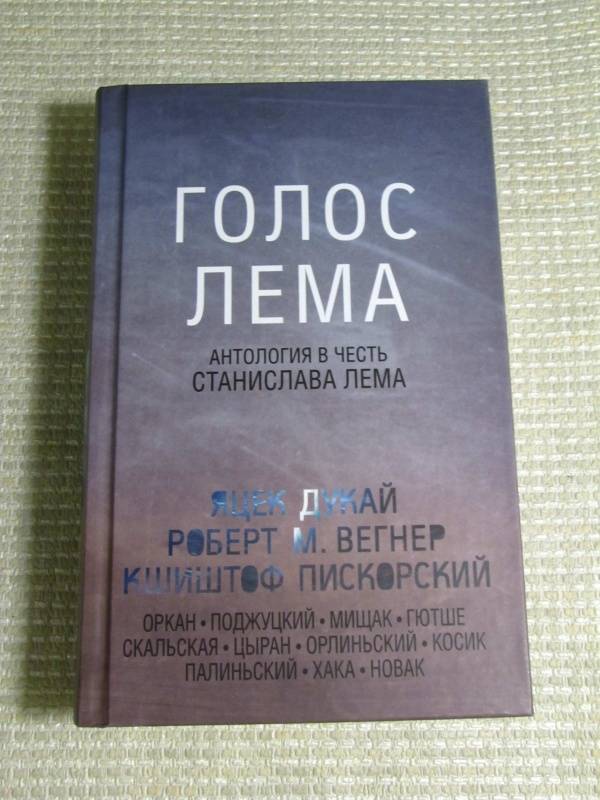 ГОЛОС
ЛЕМА
АНТОЛОГИЯ В ЧЕСТЬ
СТАНИСЛАВА ЛЕМА
ЯЦЕК ДУКАЙ
РОБЕРТ М. ВЕГНЕР
КШИШТОФ ПИСКОРСКИЙ
ОРКАН • ПОДЖУЦКИЙ • МИЩАК • ГЮТШЕ
СКАЛЬСКАЯ • ЦЫРАН • ОРЛИНЬСКИЙ • КОСИК
ПАЛИНЬСКИЙ • ХАКА • НОВАК